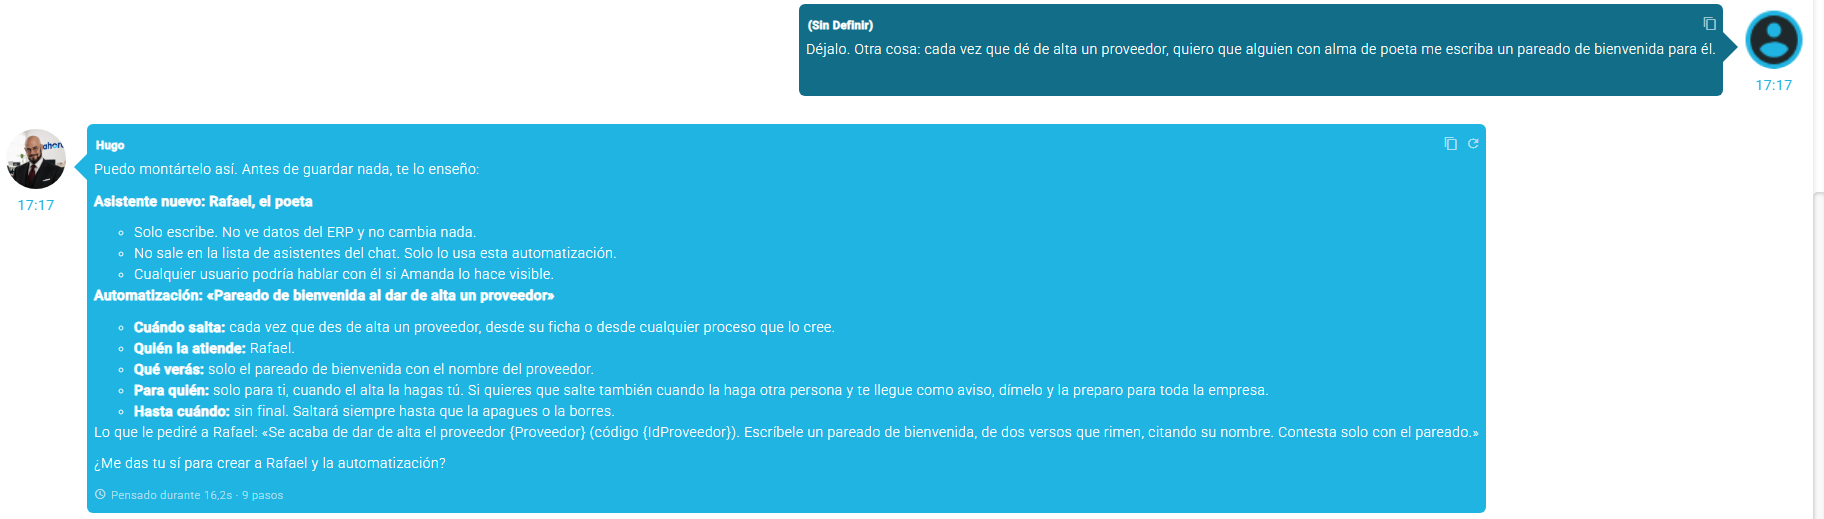 (Sin Definir)
Déjalo. Otra cosa: cada vez que dé de alta un proveedor, quiero que alguien con alma de poeta me escriba un pareado de bienvenida para él.
17:17
Hugo
Puedo montártelo así. Antes de guardar nada, te lo enseño:
17:17
Asistente nuevo: Rafael, el poeta
Solo escribe. No ve datos del ERP y no cambia nada.
No sale en la lista de asistentes del chat. Solo lo usa esta automatización.
Cualquier usuario podría hablar con él si Amanda lo hace visible.
Automatización: «Pareado de bienvenida al dar de alta un proveedor»
Cuándo salta: cada vez que des de alta un proveedor, desde su ficha o desde cualquier proceso que lo cree.
Quién la atiende: Rafael.
Qué verás: solo el pareado de bienvenida con el nombre del proveedor.
Para quién: solo para ti, cuando el alta la hagas tú. Si quieres que salte también cuando la haga otra persona y te llegue como aviso, dímelo y la preparo para toda la empresa.
Hasta cuándo: sin final. Saltará siempre hasta que la apagues o la borres.
Lo que le pediré a Rafael: «Se acaba de dar de alta el proveedor {Proveedor} (código {IdProveedor}). Escríbele un pareado de bienvenida, de dos versos que rimen, citando su nombre. Contesta solo con el pareado.»
¿Me das tu sí para crear a Rafael y la automatización?
Pensado durante 16,2s · 9 pasos